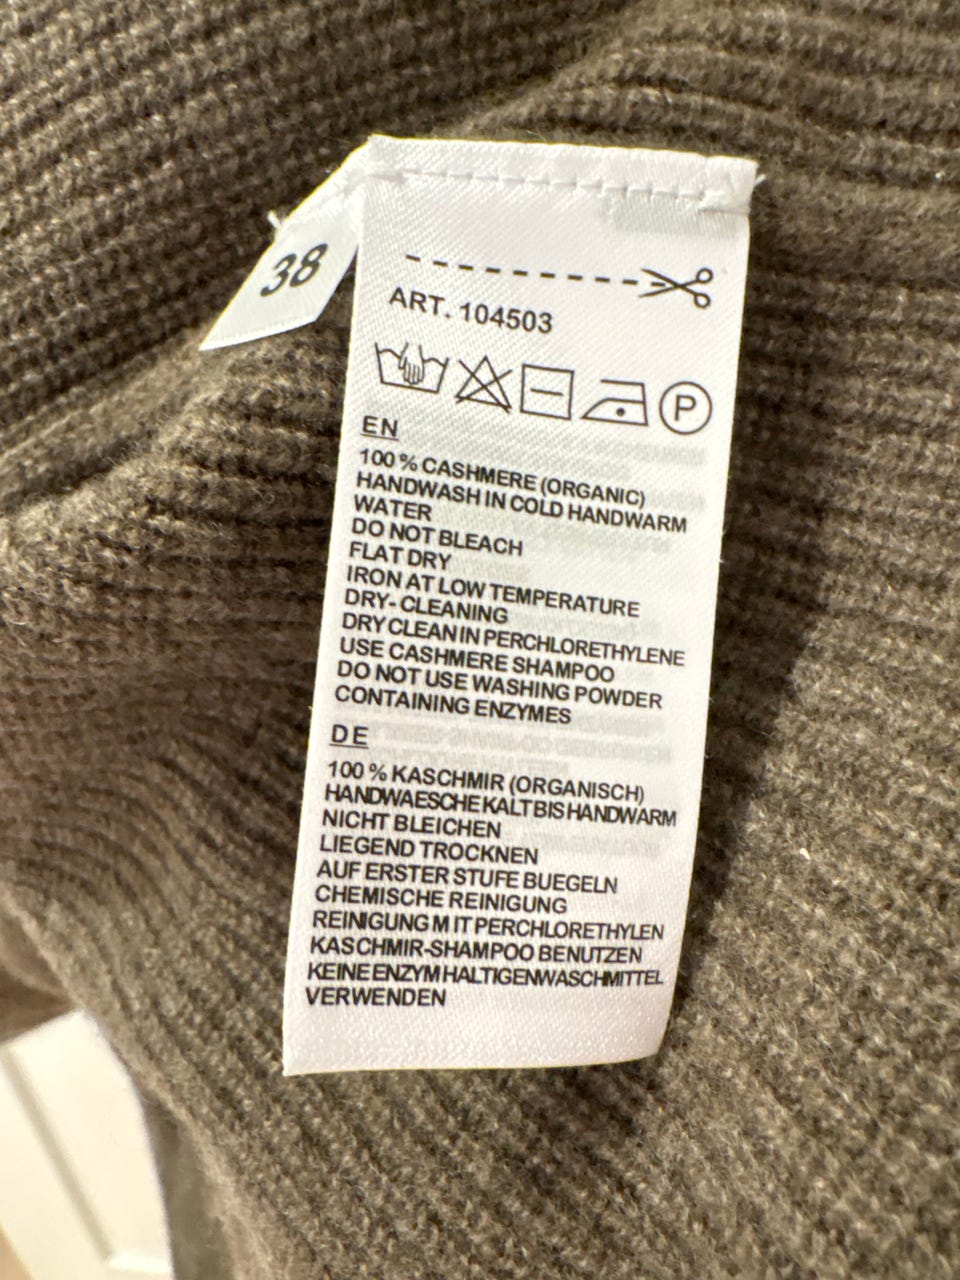 38
ART. 104503
P
EN
100 % CASHMERE (ORGANIC)
HANDWASH IN COLD HANDWARM
WATER
DO NOT BLEACH
FLAT DRY
IRON AT LOW TEMPERATURE
DRY- CLEANING
DRY CLEAN IN PERCHLORETHYLENE
USE CASHMERE SHAMPOO
DO NOT USE WASHING POWDER
CONTAINING ENZYMES
DE
100 % KASCHMIR (ORGANISCH)
HANDWAESCHE KALT BIS HANDWARM
NICHT BLEICHEN
LIEGEND TROCKNEN
AUF ERSTER STUFE BUEGELN
CHEMISCHE REINIGUNG
REINIGUNG MIT PERCHLORETHYLEN
KASCHMIR-SHAMPOO BENUTZEN
KEINE ENZYMHALTIGEN WASCHMITTEL
VERWENDEN